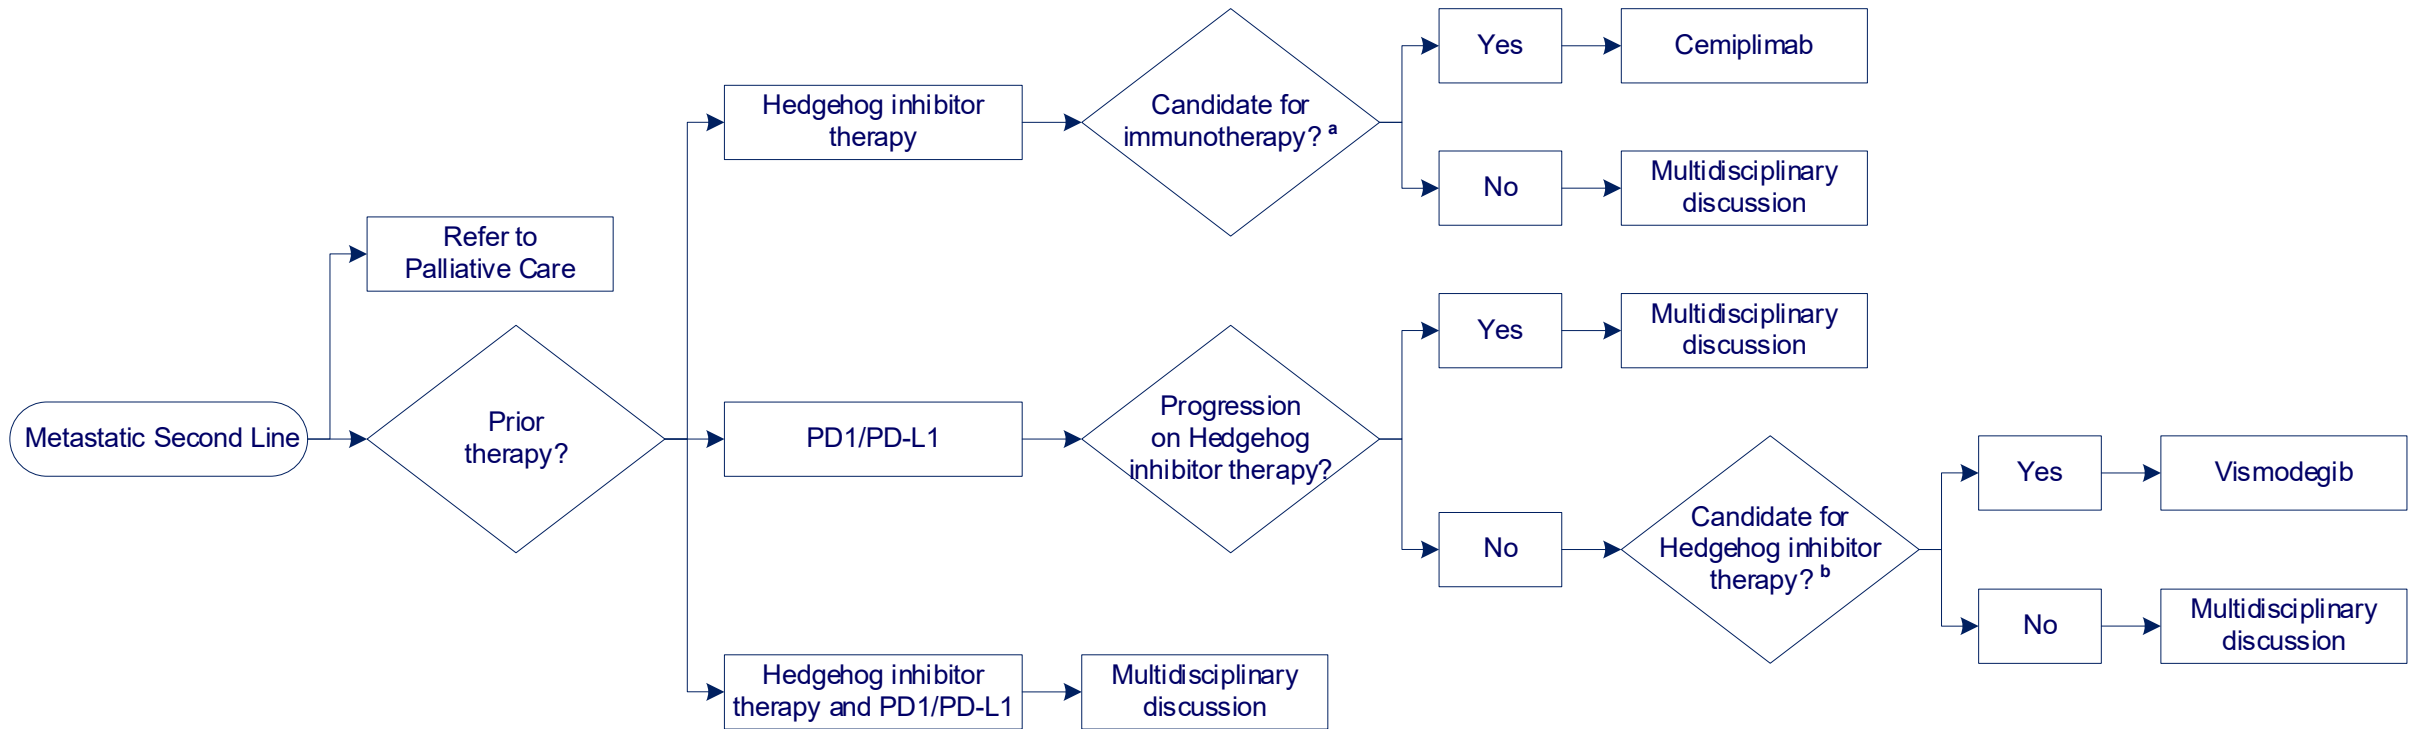 Metastatic Second Line
Refer to
Palliative Care
Prior
therapy?
Hedgehog inhibitor
therapy
Candidate for
immunotherapy? a
Yes
Cemiplimab
No
Multidisciplinary
discussion
PD1/PD-L1
Progression
on Hedgehog
inhibitor therapy?
Yes
Multidisciplinary
discussion
No
Candidate for
Hedgehog inhibitor
therapy? b
Yes
Vismodegib
No
Multidisciplinary
discussion
Hedgehog inhibitor
therapy and PD1/PD-L1
Multidisciplinary
discussion